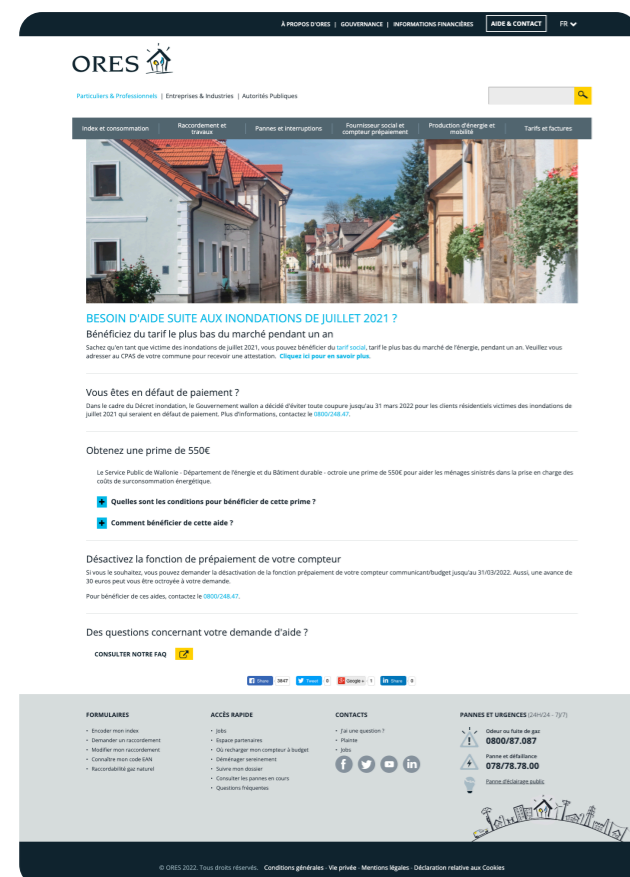 À PROPOS D'ORES | GOUVERNANCE | INFORMATIONS FINANCIÈRES AIDE & CONTACT FR
ORES
Particuliers & Professionnels | Entreprises & Industries | Autorités Publiques
Index et consommation
Raccordement et
travaux
Pannes et interruptions
Fournisseur social et
compteur prépaiement
Production d'énergie et
mobilité
Tarifs et factures
BESOIN D'AIDE SUITE AUX INONDATIONS DE JUILLET 2021 ?
Bénéficiez du tarif le plus bas du marché pendant un an
Sachez qu'en tant que victime des inondations de juillet 2021, vous pouvez bénéficier du tarif social, tarif le plus bas du marché de l'énergie, pendant un an. Veuillez vous
adresser au CPAS de votre commune pour recevoir une attestation. Cliquez ici pour en savoir plus.
Vous êtes en défaut de paiement ?
Dans le cadre du Décret inondation, le Gouvernement wallon a décidé d'éviter toute coupure jusqu'au 31 mars 2022 pour les clients résidentiels victimes des inondations de
juillet 2021 qui seraient en défaut de paiement. Plus d'informations, contactez le 0800/248.47.
Obtenez une prime de 550€
Le Service Public de Wallonie - Département de l'énergie et du Bâtiment durable - octroie une prime de 550€ pour aider les ménages sinistrés dans la prise en charge des
coûts de surconsommation énergétique.
+ Quelles sont les conditions pour bénéficier de cette prime ?
+ Comment bénéficier de cette aide ?
Désactivez la fonction de prépaiement de votre compteur
Si vous le souhaitez, vous pouvez demander la désactivation de la fonction prépaiement de votre compteur communicant/budget jusqu'au 31/03/2022. Aussi, une avance de
30 euros peut vous être octroyée à votre demande.
Pour bénéficier de ces aides, contactez le 0800/248.47.
Des questions concernant votre demande d'aide ?
CONSULTER NOTRE FAQ
Share 3847 Tweet 0 Google + 1 Share 0
FORMULAIRES
• Encoder mon index
• Demander un raccordement
• Modifier mon raccordement
• Connaître mon code EAN
• Raccordabilité gaz naturel
ACCÈS RAPIDE
• Jobs
• Espace partenaires
• Où recharger mon compteur à budget
• Déménager sereinement
• Suivre mon dossier
• Consulter les pannes en cours
• Questions fréquentes
CONTACTS
• J'ai une question ?
• Plainte
• Jobs
PANNES ET URGENCES (24H/24 - 7J/7)
Odeur ou fuite de gaz
0800/87.087
Panne et défaillance
078/78.78.00
Panne d'éclairage public
© ORES 2022. Tous droits réservés. Conditions générales - Vie privée - Mentions légales - Déclaration relative aux Cookies